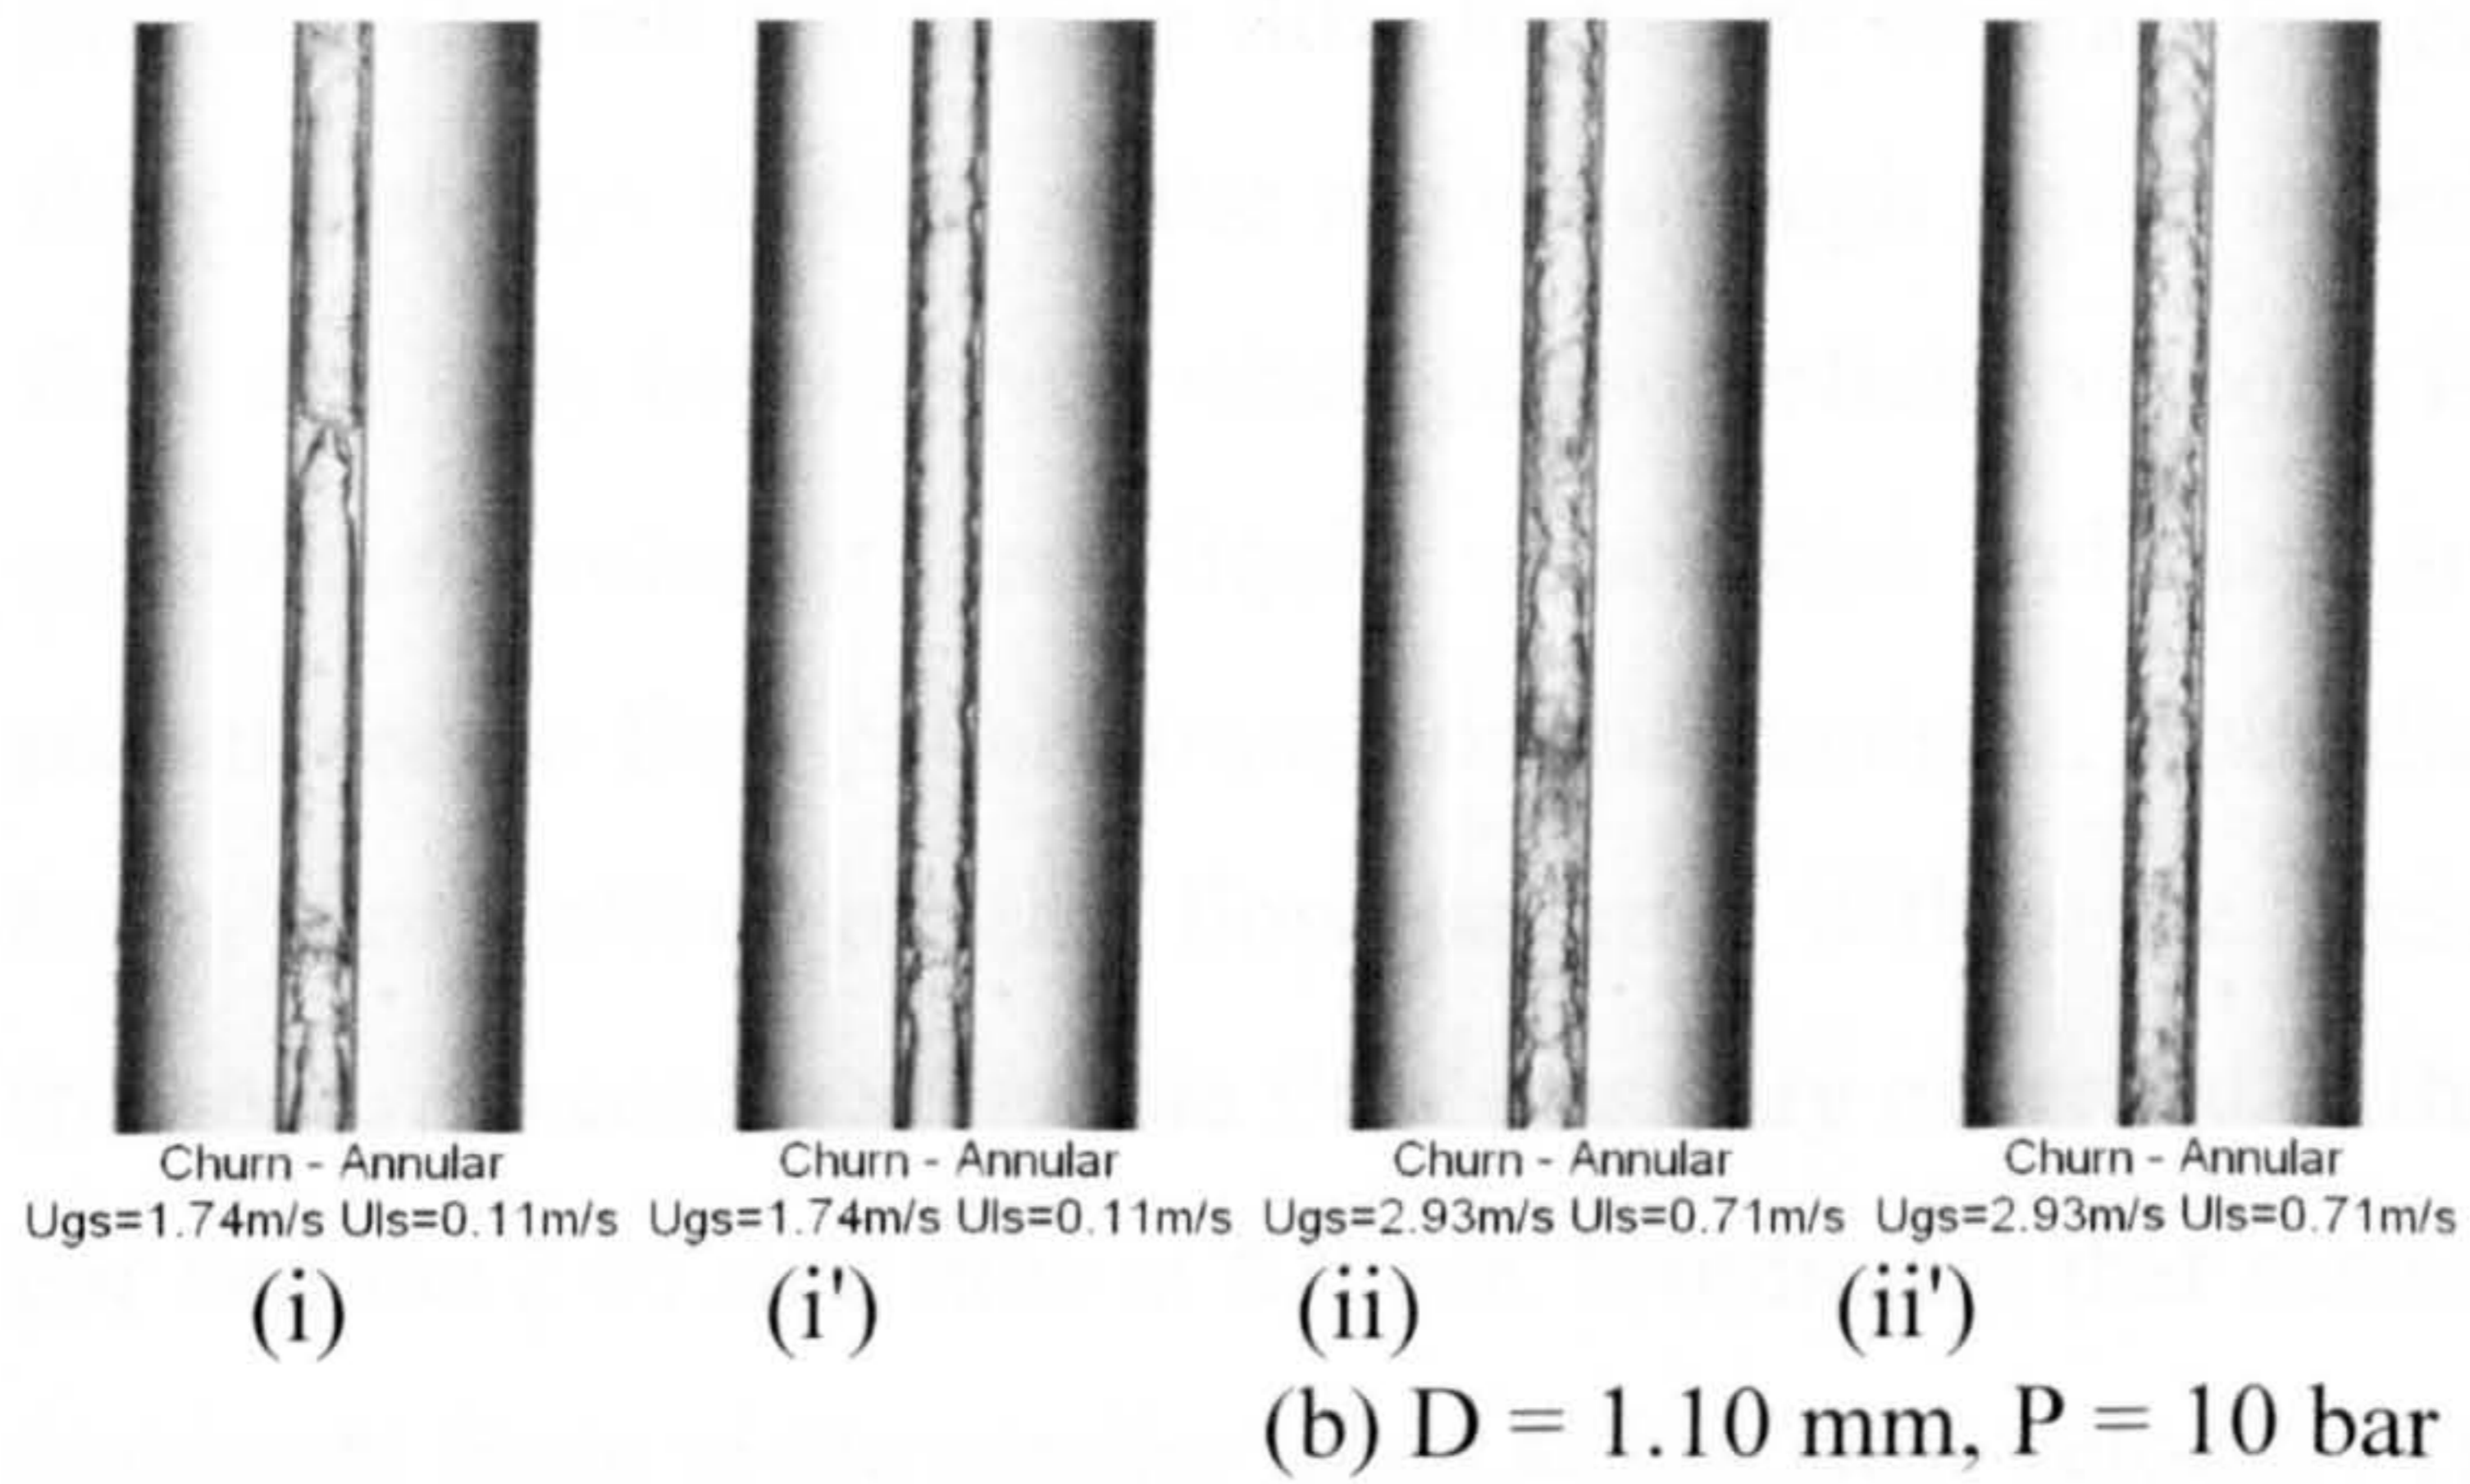 Churn - Annular
Ugs=1.74m/s Uls=0.11m/s
(i)
Churn - Annular
Ugs=1.74m/s Uls=0.11m/s
(i')
Churn - Annular
Ugs=2.93m/s Uls=0.71m/s
(ii)
Churn - Annular
Ugs=2.93m/s Uls=0.71m/s
(ii')
(b) D = 1.10 mm, P = 10 bar